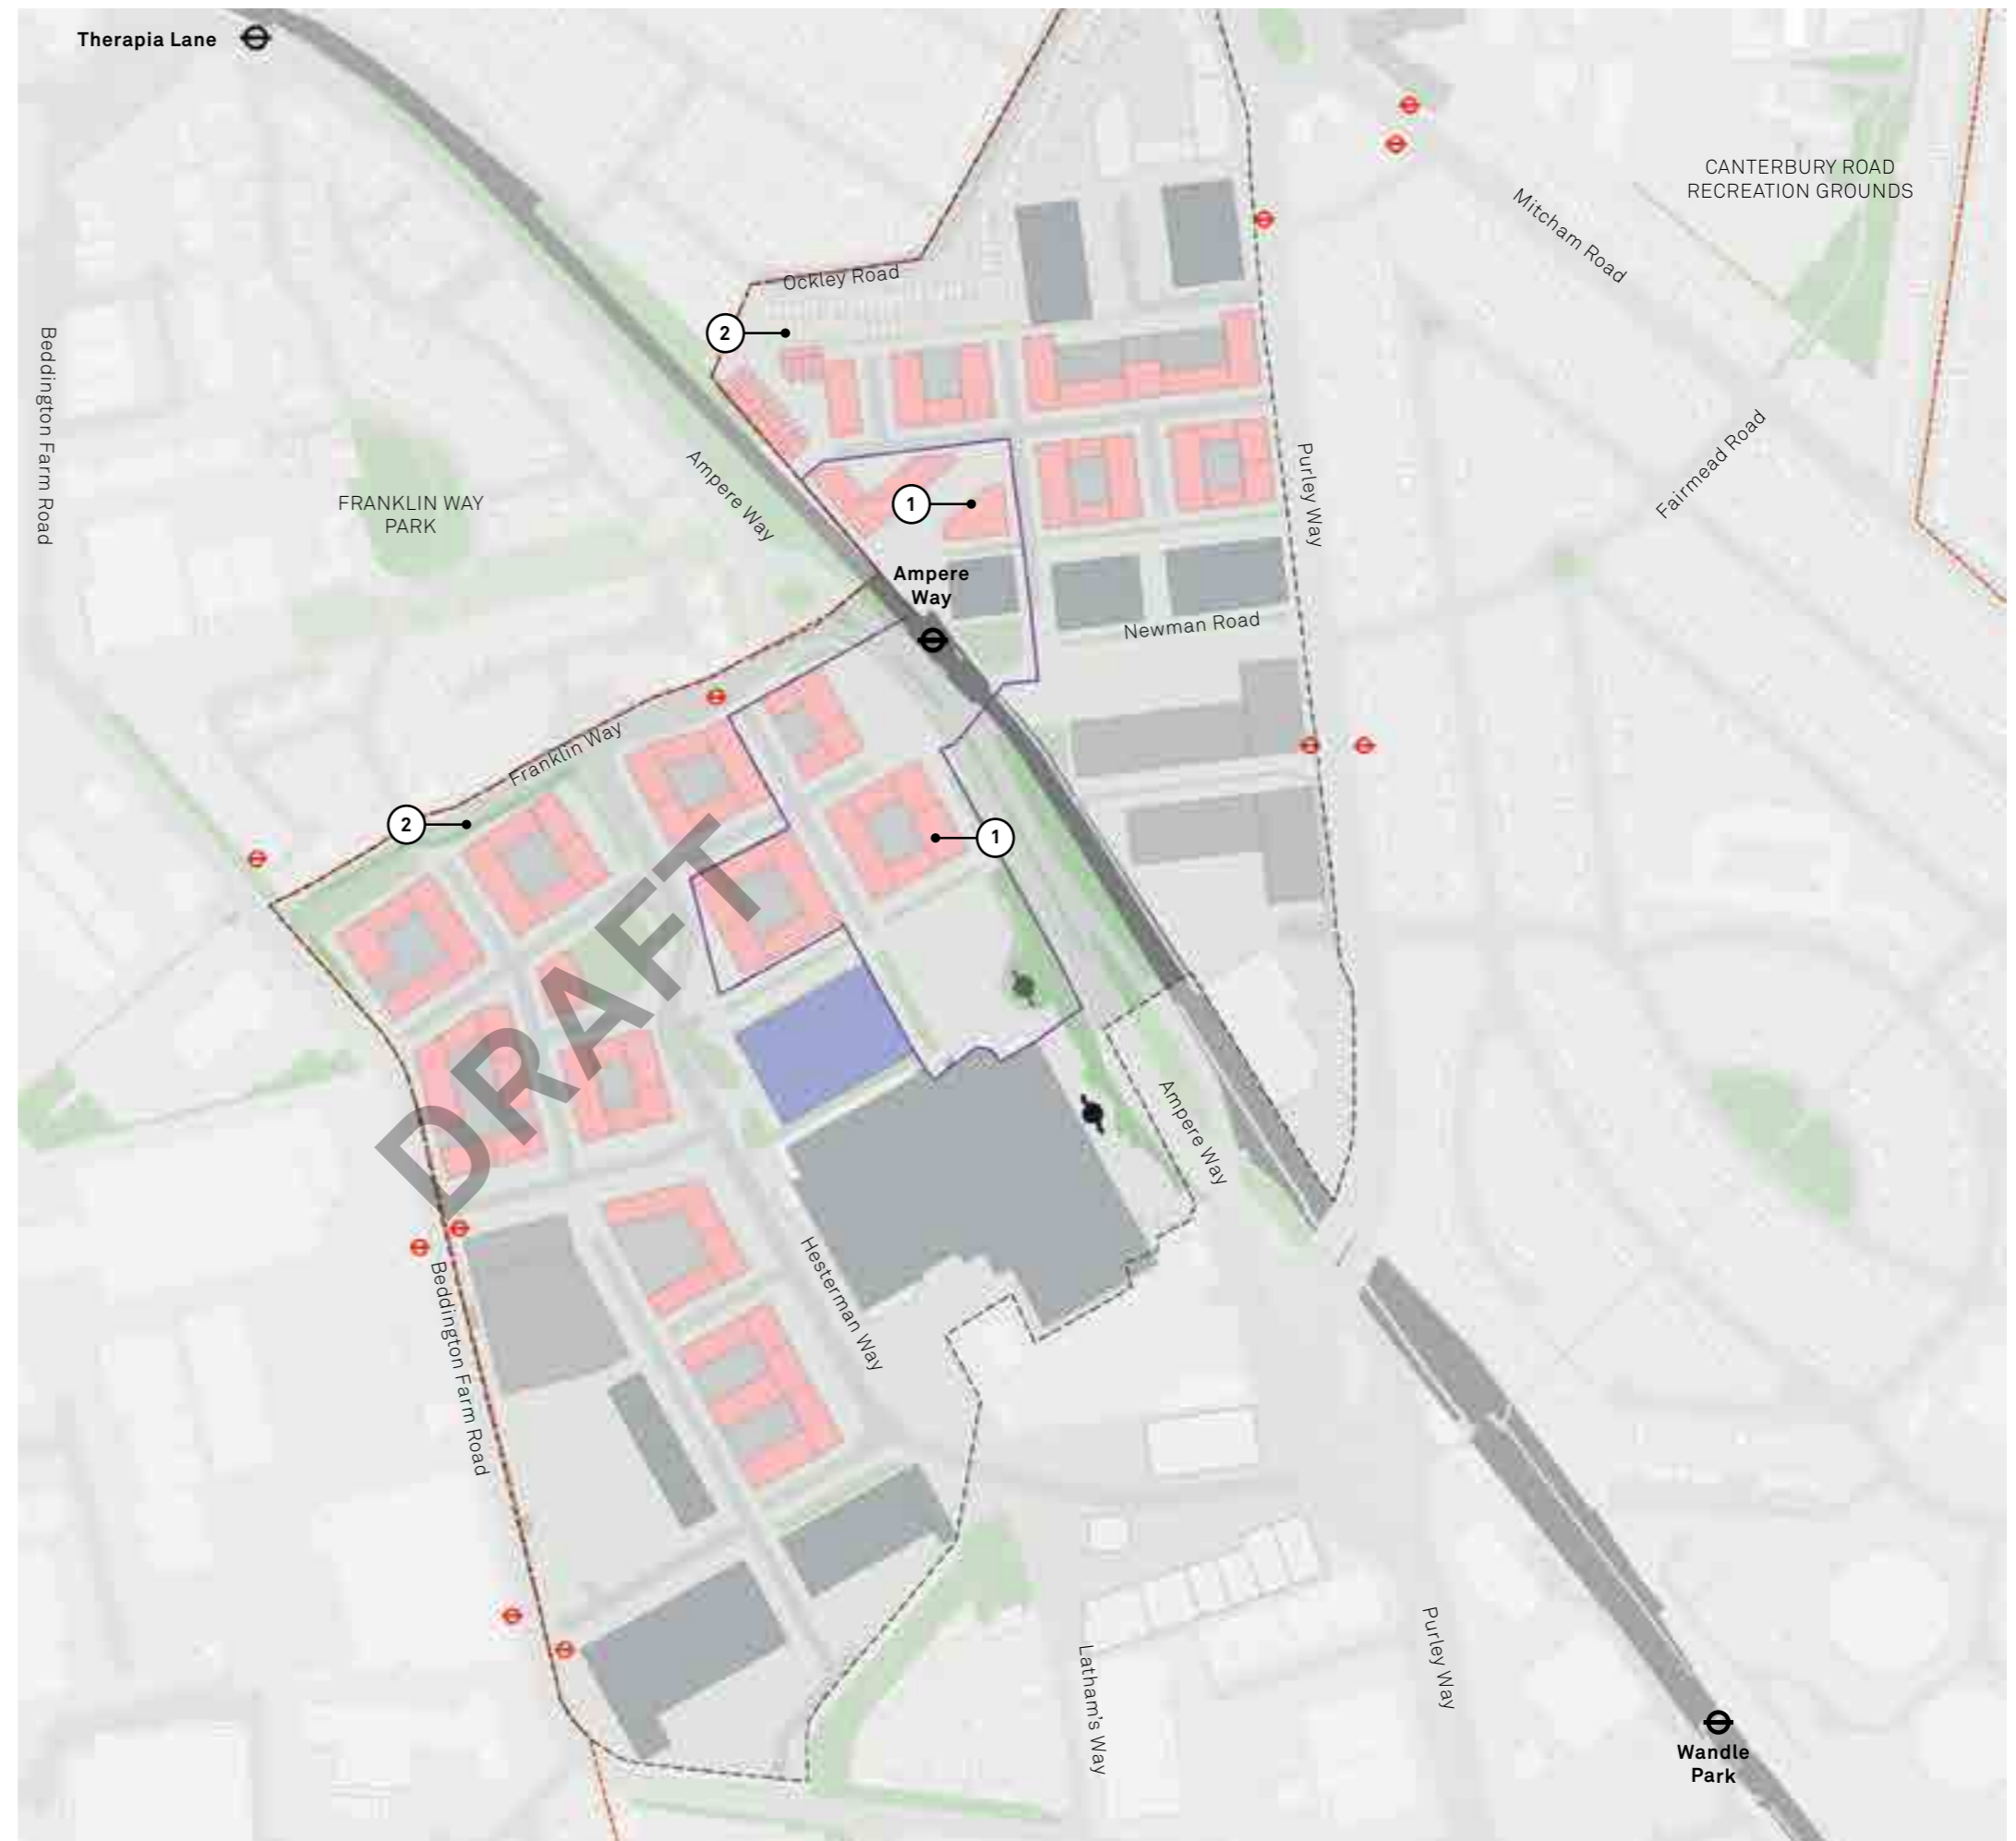 Therapia Lane
CANTERBURY ROAD
RECREATION GROUNDS
Mitcham Road
Ockley Road
2
Beddington Farm Road
Purley Way
Fairmead Road
Ampere Way
FRANKLIN WAY
PARK
1
Ampere
Way
Newman Road
Franklin Way
2
1
DRAFT
Ampere Way
Hesterman Way
Beddington Farm Road
Purley Way
Latham's Way
Wandle
Park